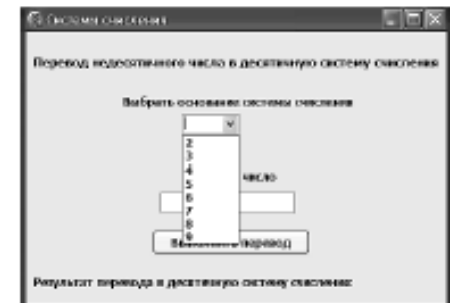 Системы счисления
Перевод недесятичного числа в десятичную систему счисления
Выбрать основание системы счисления
2
3
4
5
6
число
7
8
9
перевод)
Результат перевода в десятичную систему счисления: